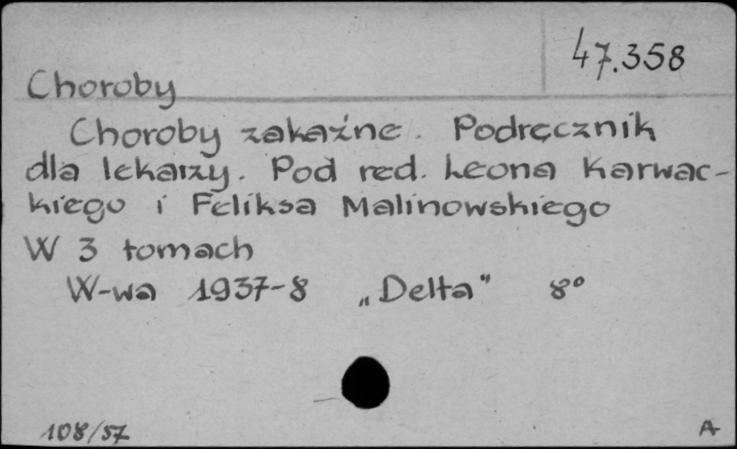 47.358
Choroby
Choroby zakaźne. Podręcznik
dla lekarzy. Pod red. Leona Karwac-
kiego i Feliksa Malinowskiego
W 3 tomach
W-wa 1937-8 „Delta" 8°
108/57
A